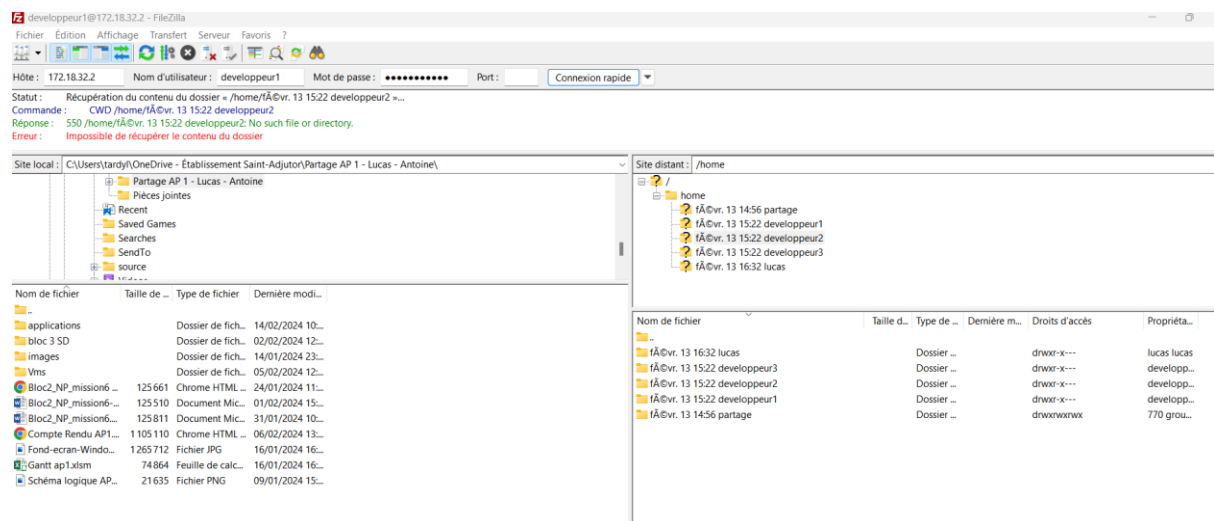 developpeur1@172.18.32.2 - FileZilla
Fichier Édition Affichage Transfert Serveur Favoris ?
Hôte : 172.18.32.2 Nom d'utilisateur : developpeur1 Mot de passe : ●●●●●●●●●●● Port : Connexion rapide
Statut : Récupération du contenu du dossier « /home/fÃ©vr. 13 15:22 developpeur2 »...
Commande : CWD /home/fÃ©vr. 13 15:22 developpeur2
Réponse : 550 /home/fÃ©vr. 13 15:22 developpeur2: No such file or directory.
Erreur : Impossible de récupérer le contenu du dossier
Site local : C:\Users\tardyl\OneDrive - Établissement Saint-Adjutor\Partage AP 1 - Lucas - Antoine\
Partage AP 1 - Lucas - Antoine
Pièces jointes
Recent
Saved Games
Searches
SendTo
source
Nom de fichier Taille de ... Type de fichier Dernière modi...
..
applications Dossier de fich... 14/02/2024 10:...
bloc 3 SD Dossier de fich... 02/02/2024 12:...
images Dossier de fich... 14/01/2024 23:...
Vms Dossier de fich... 05/02/2024 12:...
Bloc2_NP_mission6 ... 125 661 Chrome HTML ... 24/01/2024 11:...
Bloc2_NP_mission6-... 125 510 Document Mic... 01/02/2024 15:...
Bloc2_NP_mission6.... 125 811 Document Mic... 31/01/2024 10:...
Compte Rendu AP1.... 1 105 110 Chrome HTML ... 06/02/2024 13:...
Fond-ecran-Windo... 1 265 712 Fichier JPG 16/01/2024 16:...
Gantt ap1.xlsm 74 864 Feuille de calc... 16/01/2024 16:...
Schéma logique AP... 21 635 Fichier PNG 09/01/2024 15:...
Site distant : /home
/
home
fÃ©vr. 13 14:56 partage
fÃ©vr. 13 15:22 developpeur1
fÃ©vr. 13 15:22 developpeur2
fÃ©vr. 13 15:22 developpeur3
fÃ©vr. 13 16:32 lucas
Nom de fichier Taille d... Type de ... Dernière m... Droits d'accès Propriéta...
..
fÃ©vr. 13 16:32 lucas Dossier ... drwxr-x--- lucas lucas
fÃ©vr. 13 15:22 developpeur3 Dossier ... drwxr-x--- developp...
fÃ©vr. 13 15:22 developpeur2 Dossier ... drwxr-x--- developp...
fÃ©vr. 13 15:22 developpeur1 Dossier ... drwxr-x--- developp...
fÃ©vr. 13 14:56 partage Dossier ... drwxrwxrwx 770 grou...